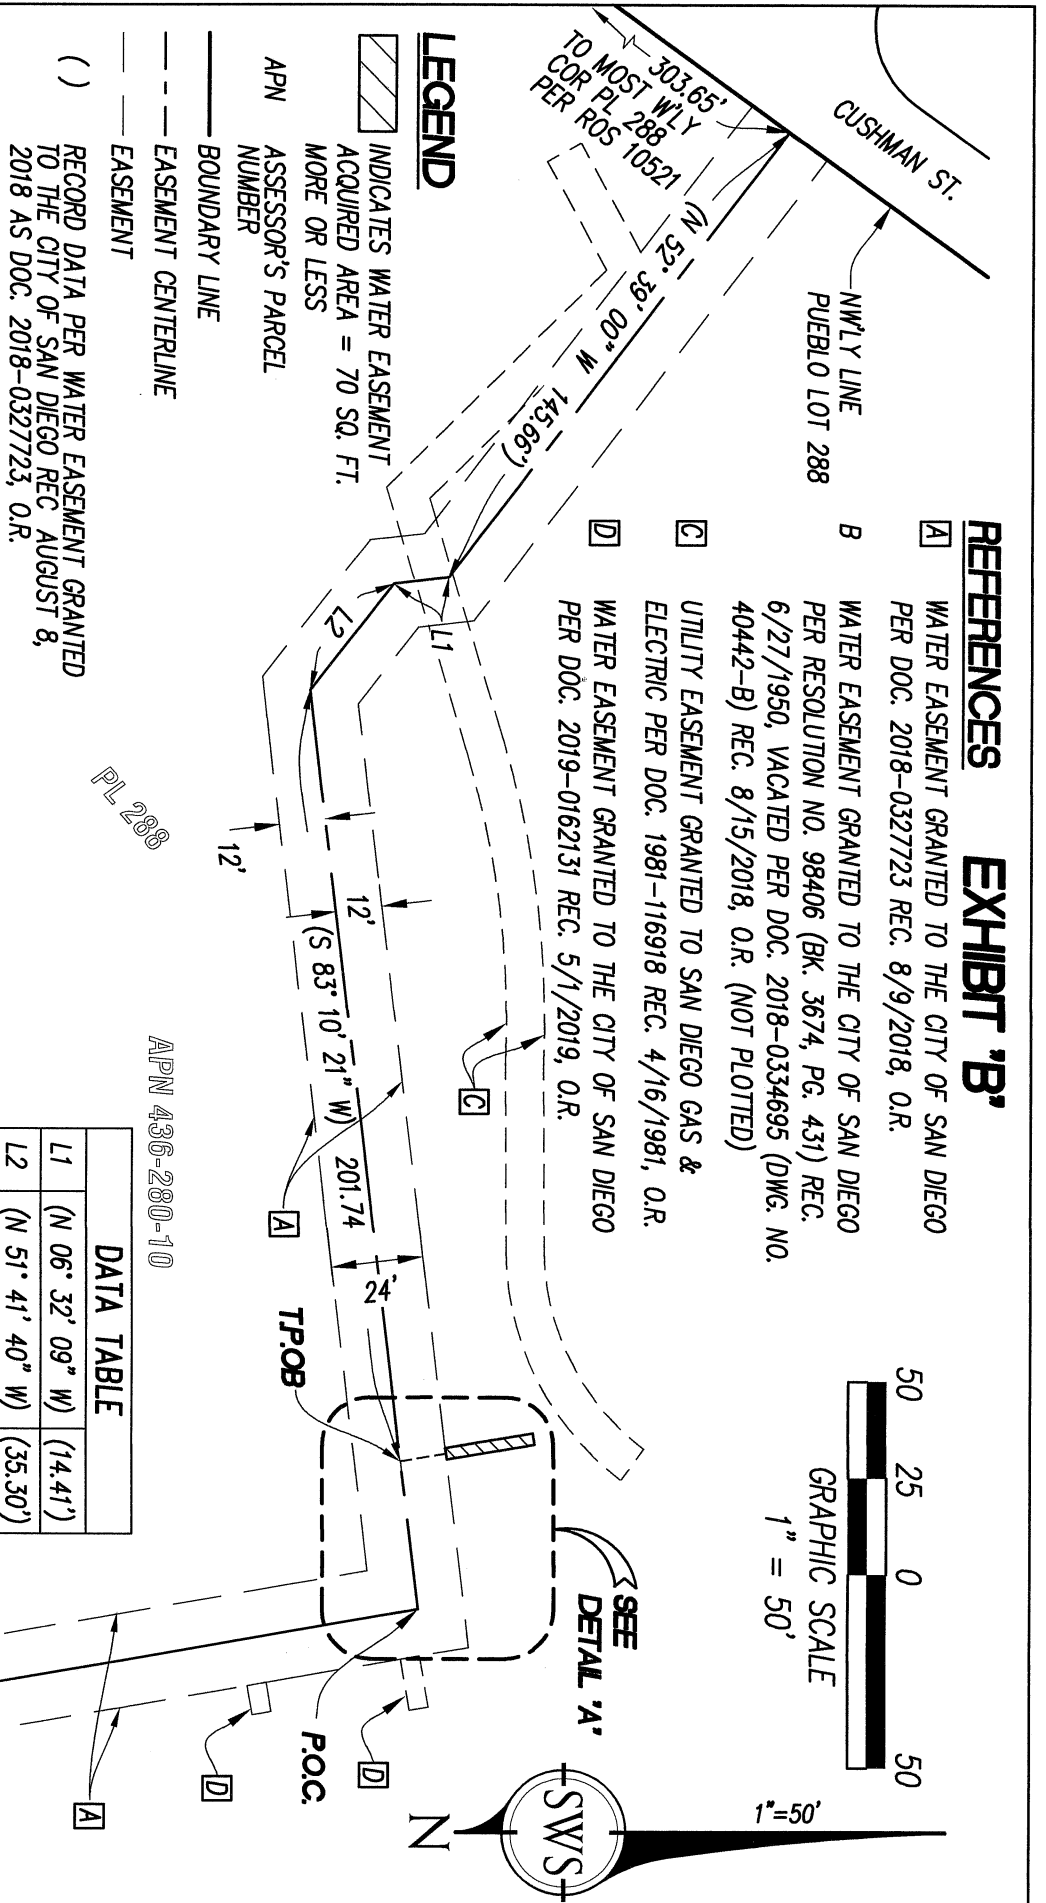 EXHIBIT "B"
REFERENCES
A WATER EASEMENT GRANTED TO THE CITY OF SAN DIEGO
PER DOC. 2018-0327723 REC. 8/9/2018, O.R.
B WATER EASEMENT GRANTED TO THE CITY OF SAN DIEGO
PER RESOLUTION NO. 98406 (BK. 3674, PG. 431) REC.
6/27/1950, VACATED PER DOC. 2018-0334695 (DWG. NO.
40442-B) REC. 8/15/2018, O.R. (NOT PLOTTED)
C UTILITY EASEMENT GRANTED TO SAN DIEGO GAS &
ELECTRIC PER DOC. 1981-116918 REC. 4/16/1981, O.R.
D WATER EASEMENT GRANTED TO THE CITY OF SAN DIEGO
PER DOC. 2019-0162131 REC. 5/1/2019, O.R.
50 25 0 50
GRAPHIC SCALE
1" = 50'
1"=50'
SWS
N
CUSHMAN ST.
NW'LY LINE
PUEBLO LOT 288
303.65'
TO MOST W'LY
COR PL 288
PER ROS 10521
(N 52° 39' 00" W 145.66')
L1
L2
12'
12'
(S 83° 10' 21" W) 201.74
24'
C
A
T.P.OB
SEE
DETAIL "A"
P.O.C.
D
D
A
PL 288
APN 436-280-10
LEGEND
INDICATES WATER EASEMENT
ACQUIRED AREA = 70 SQ. FT.
MORE OR LESS
APN ASSESSOR'S PARCEL
NUMBER
BOUNDARY LINE
EASEMENT CENTERLINE
EASEMENT
( ) RECORD DATA PER WATER EASEMENT GRANTED
TO THE CITY OF SAN DIEGO REC AUGUST 8,
2018 AS DOC. 2018-0327723, O.R.
DATA TABLE
L1 (N 06° 32' 09" W) (14.41')
L2 (N 51° 41' 40" W) (35.30')